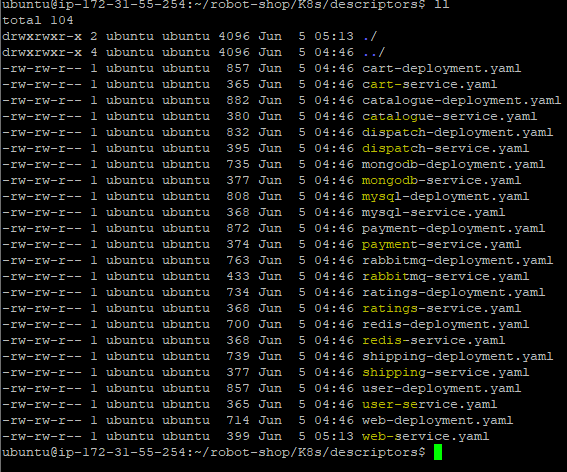 ubuntu@ip-172-31-55-254:~/robot-shop/K8s/descriptors$ ll
total 104
drwxrwxr-x 2 ubuntu ubuntu 4096 Jun  5 05:13 ./
drwxrwxr-x 4 ubuntu ubuntu 4096 Jun  5 04:46 ../
-rw-rw-r-- 1 ubuntu ubuntu  857 Jun  5 04:46 cart-deployment.yaml
-rw-rw-r-- 1 ubuntu ubuntu  365 Jun  5 04:46 cart-service.yaml
-rw-rw-r-- 1 ubuntu ubuntu  882 Jun  5 04:46 catalogue-deployment.yaml
-rw-rw-r-- 1 ubuntu ubuntu  380 Jun  5 04:46 catalogue-service.yaml
-rw-rw-r-- 1 ubuntu ubuntu  832 Jun  5 04:46 dispatch-deployment.yaml
-rw-rw-r-- 1 ubuntu ubuntu  395 Jun  5 04:46 dispatch-service.yaml
-rw-rw-r-- 1 ubuntu ubuntu  735 Jun  5 04:46 mongodb-deployment.yaml
-rw-rw-r-- 1 ubuntu ubuntu  377 Jun  5 04:46 mongodb-service.yaml
-rw-rw-r-- 1 ubuntu ubuntu  808 Jun  5 04:46 mysql-deployment.yaml
-rw-rw-r-- 1 ubuntu ubuntu  368 Jun  5 04:46 mysql-service.yaml
-rw-rw-r-- 1 ubuntu ubuntu  872 Jun  5 04:46 payment-deployment.yaml
-rw-rw-r-- 1 ubuntu ubuntu  374 Jun  5 04:46 payment-service.yaml
-rw-rw-r-- 1 ubuntu ubuntu  763 Jun  5 04:46 rabbitmq-deployment.yaml
-rw-rw-r-- 1 ubuntu ubuntu  433 Jun  5 04:46 rabbitmq-service.yaml
-rw-rw-r-- 1 ubuntu ubuntu  734 Jun  5 04:46 ratings-deployment.yaml
-rw-rw-r-- 1 ubuntu ubuntu  368 Jun  5 04:46 ratings-service.yaml
-rw-rw-r-- 1 ubuntu ubuntu  700 Jun  5 04:46 redis-deployment.yaml
-rw-rw-r-- 1 ubuntu ubuntu  368 Jun  5 04:46 redis-service.yaml
-rw-rw-r-- 1 ubuntu ubuntu  739 Jun  5 04:46 shipping-deployment.yaml
-rw-rw-r-- 1 ubuntu ubuntu  377 Jun  5 04:46 shipping-service.yaml
-rw-rw-r-- 1 ubuntu ubuntu  857 Jun  5 04:46 user-deployment.yaml
-rw-rw-r-- 1 ubuntu ubuntu  365 Jun  5 04:46 user-service.yaml
-rw-rw-r-- 1 ubuntu ubuntu  714 Jun  5 04:46 web-deployment.yaml
-rw-rw-r-- 1 ubuntu ubuntu  399 Jun  5 05:13 web-service.yaml
ubuntu@ip-172-31-55-254:~/robot-shop/K8s/descriptors$